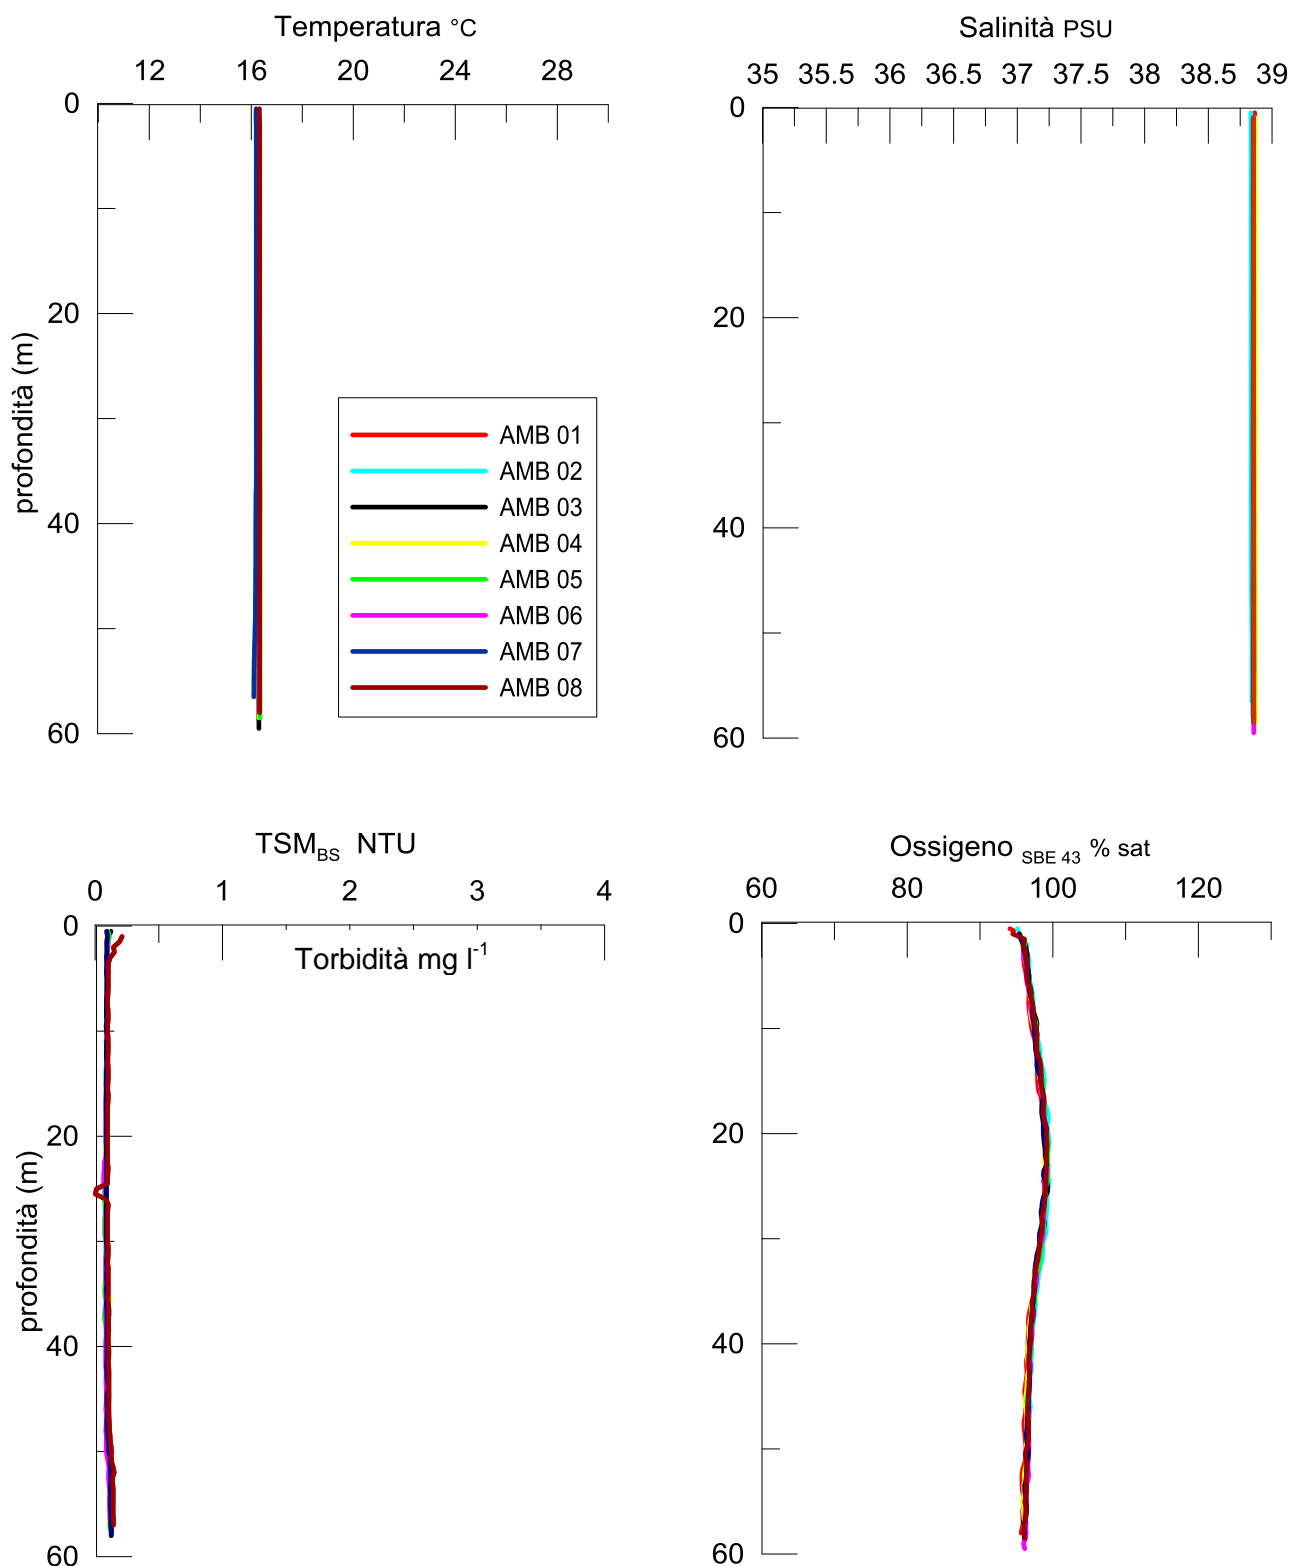 Temperatura °C
12 16 20 24 28
0
20
40
60
profondità (m)
AMB 01
AMB 02
AMB 03
AMB 04
AMB 05
AMB 06
AMB 07
AMB 08
Salinità PSU
35 35.5 36 36.5 37 37.5 38 38.5 39
0
20
40
60
TSM BS NTU
0 1 2 3 4
Torbidità mg l-1
0
20
40
60
profondità (m)
Ossigeno SBE 43 % sat
60 80 100 120
0
20
40
60